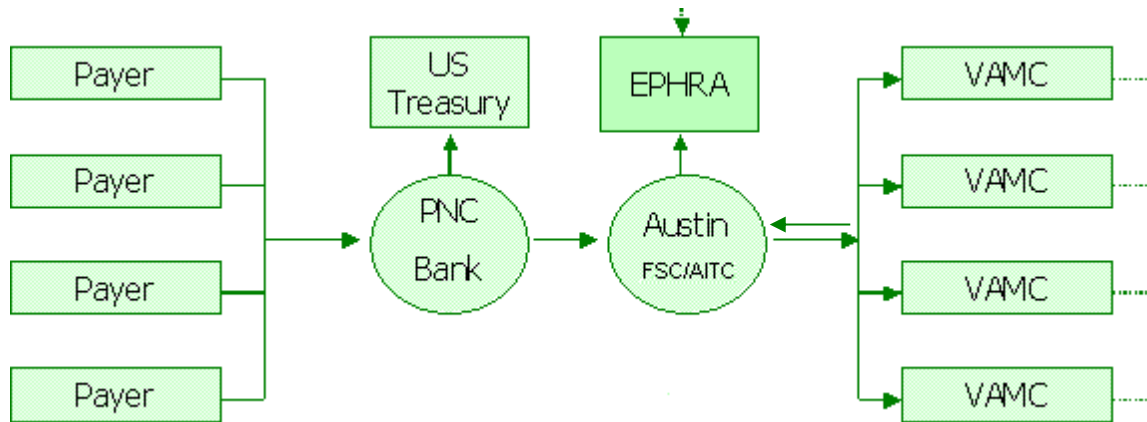 Payer
Payer
Payer
Payer
US
Treasury
PNC
Bank
EPHRA
Austin
FSC/AITC
VAMC
VAMC
VAMC
VAMC